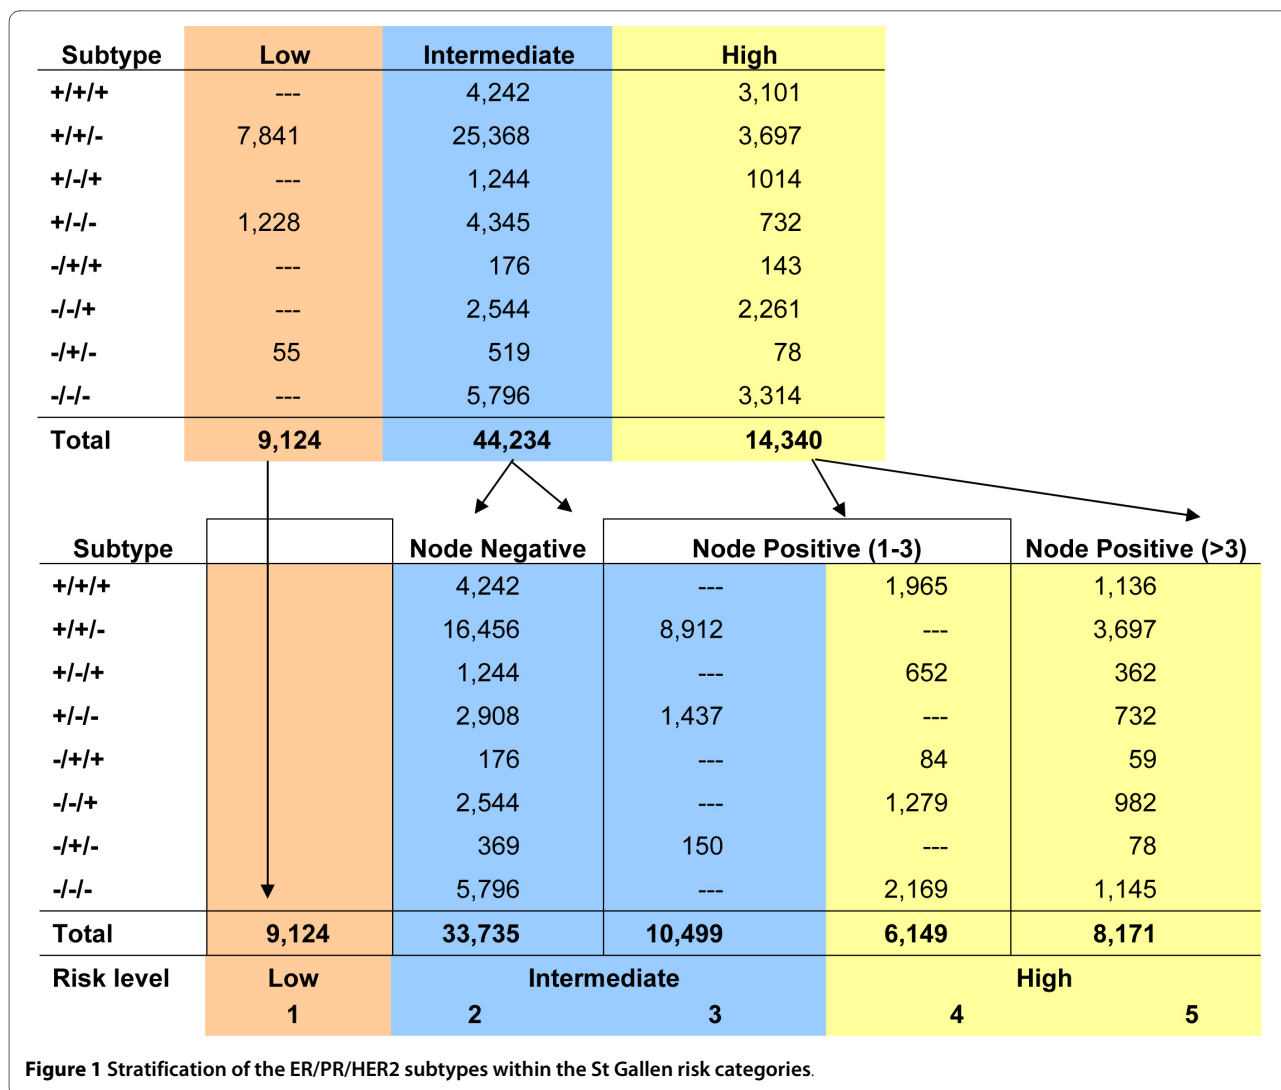 Subtype Low Intermediate High
+/+/+ --- 4,242 3,101
+/+/- 7,841 25,368 3,697
+/-/+ --- 1,244 1014
+/-/- 1,228 4,345 732
-/+/+ --- 176 143
-/-/+ --- 2,544 2,261
-/+/- 55 519 78
-/-/- --- 5,796 3,314
Total 9,124 44,234 14,340
Subtype Node Negative Node Positive (1-3) Node Positive (>3)
+/+/+ 4,242 --- 1,965 1,136
+/+/- 16,456 8,912 --- 3,697
+/-/+ 1,244 --- 652 362
+/-/- 2,908 1,437 --- 732
-/+/+ 176 --- 84 59
-/-/+ 2,544 --- 1,279 982
-/+/- 369 150 --- 78
-/-/- 5,796 --- 2,169 1,145
Total 9,124 33,735 10,499 6,149 8,171
Risk level Low Intermediate High
1 2 3 4 5
Figure 1 Stratification of the ER/PR/HER2 subtypes within the St Gallen risk categories.